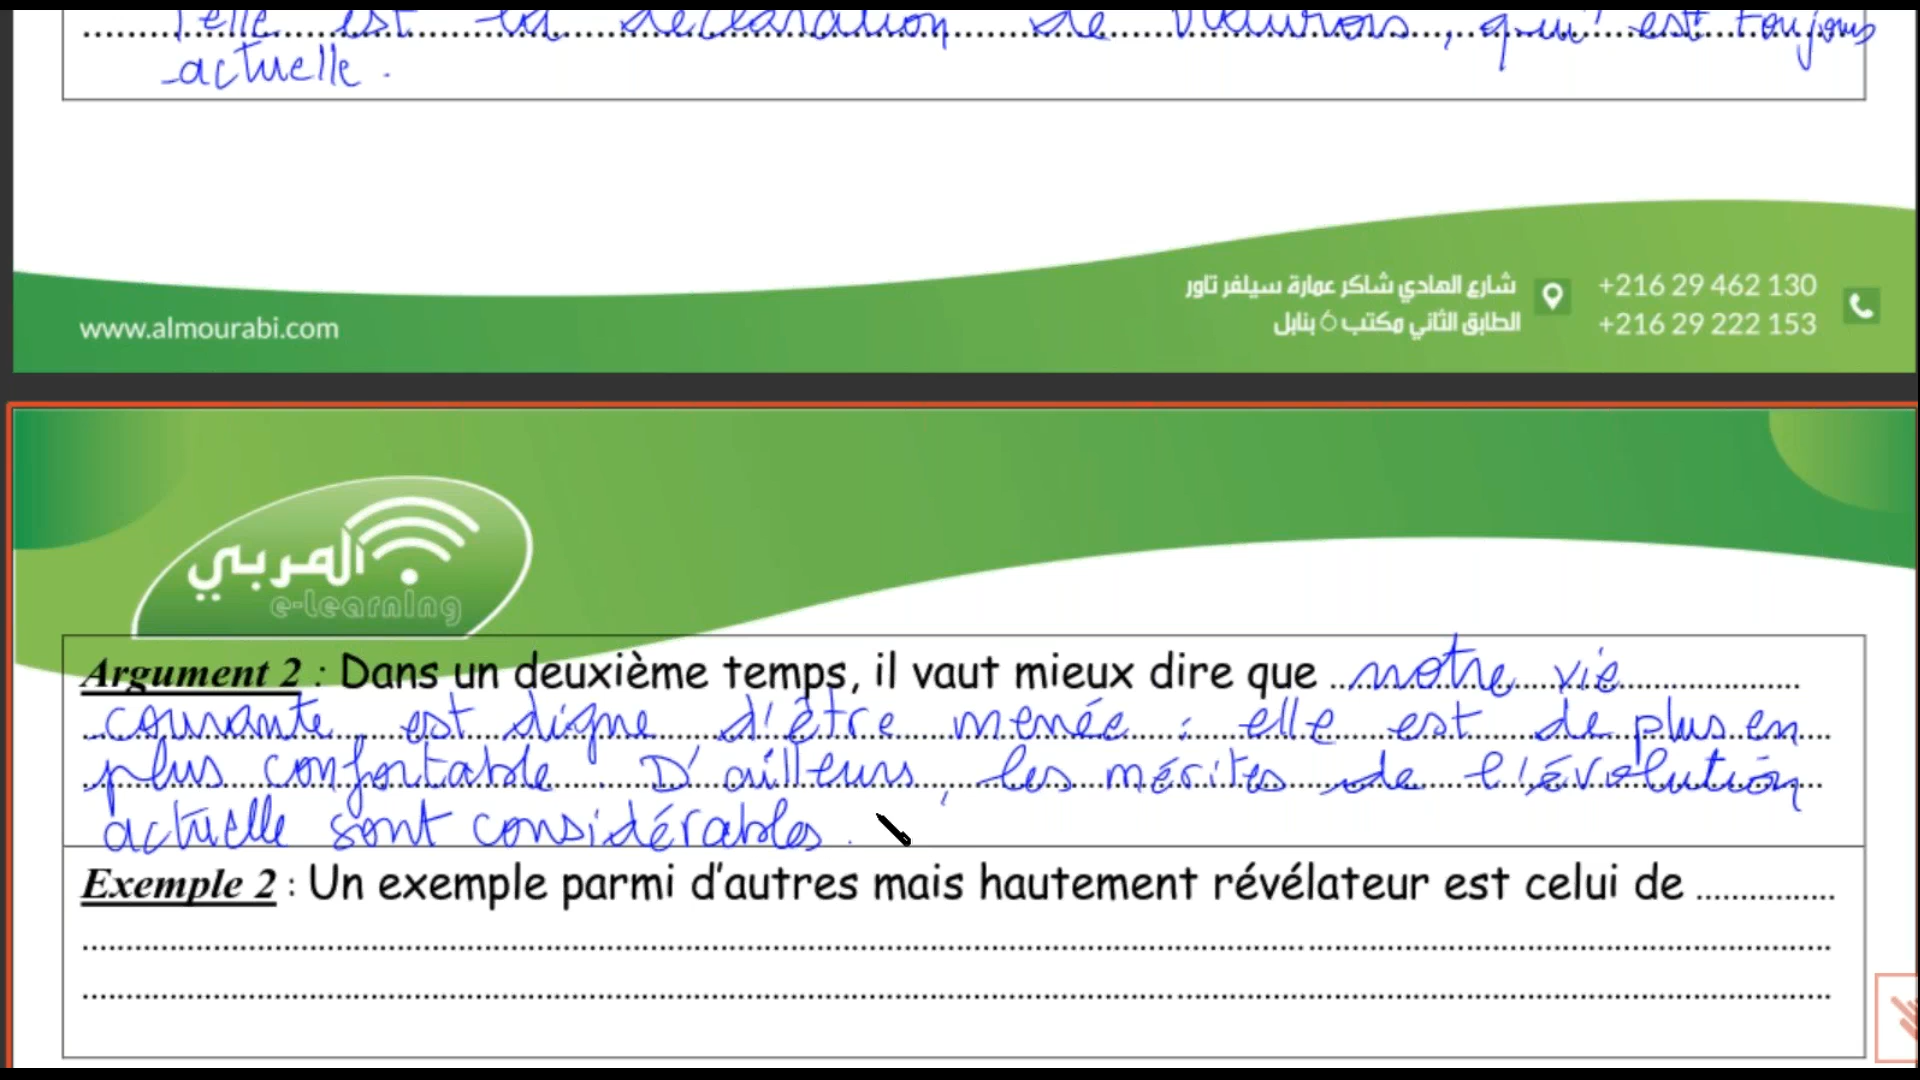 telle est la déclaration de Maurois, qui est toujours
actuelle.
شارع الهادي شاكر عمارة سيلفر تاور
+216 29 462 130
www.almourabi.com
الطابق الثاني مكتب 6 بنابل
+216 29 222 153
المربي
e-learning
Argument 2 : Dans un deuxième temps, il vaut mieux dire que notre vie
courante est digne d'être menée : elle est de plus en
plus confortable. D'ailleurs, les mérites de l'évolution
actuelle sont considérables.
Exemple 2 : Un exemple parmi d'autres mais hautement révélateur est celui de